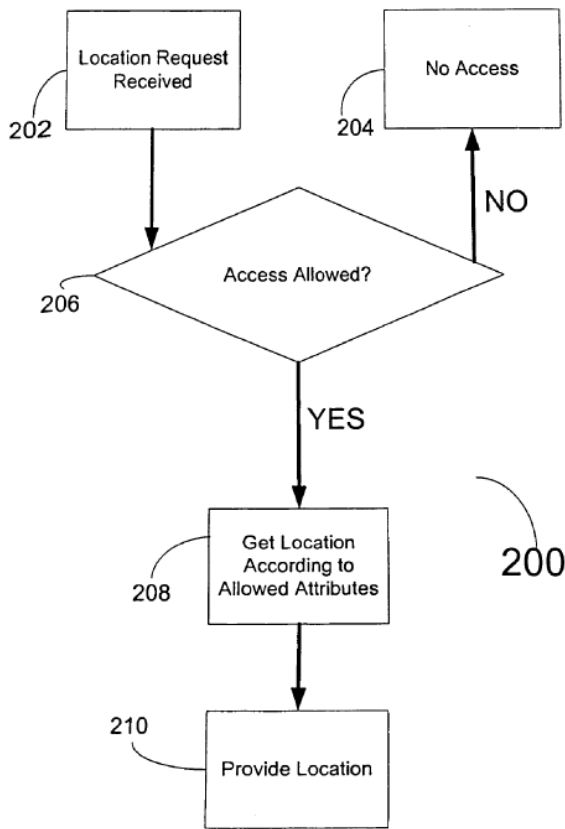 Location Request
Received
202
No Access
204
NO
Access Allowed?
206
YES
Get Location
According to
Allowed Attributes
208
200
210
Provide Location